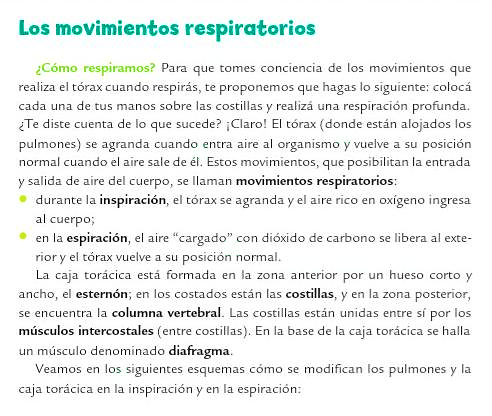 Los movimientos respiratorios
¿Cómo respiramos? Para que tomes conciencia de los movimientos que
realiza el tórax cuando respirás, te proponemos que hagas lo siguiente: colocá
cada una de tus manos sobre las costillas y realizá una respiración profunda.
¿Te diste cuenta de lo que sucede? ¡Claro! El tórax (donde están alojados los
pulmones) se agranda cuando entra aire al organismo y vuelve a su posición
normal cuando el aire sale de él. Estos movimientos, que posibilitan la entrada
y salida de aire del cuerpo, se llaman movimientos respiratorios:
• durante la inspiración, el tórax se agranda y el aire rico en oxígeno ingresa
al cuerpo;
• en la espiración, el aire “cargado” con dióxido de carbono se libera al exte-
rior y el tórax vuelve a su posición normal.
La caja torácica está formada en la zona anterior por un hueso corto y
ancho, el esternón; en los costados están las costillas, y en la zona posterior,
se encuentra la columna vertebral. Las costillas están unidas entre sí por los
músculos intercostales (entre costillas). En la base de la caja torácica se halla
un músculo denominado diafragma.
Veamos en los siguientes esquemas cómo se modifican los pulmones y la
caja torácica en la inspiración y en la espiración: